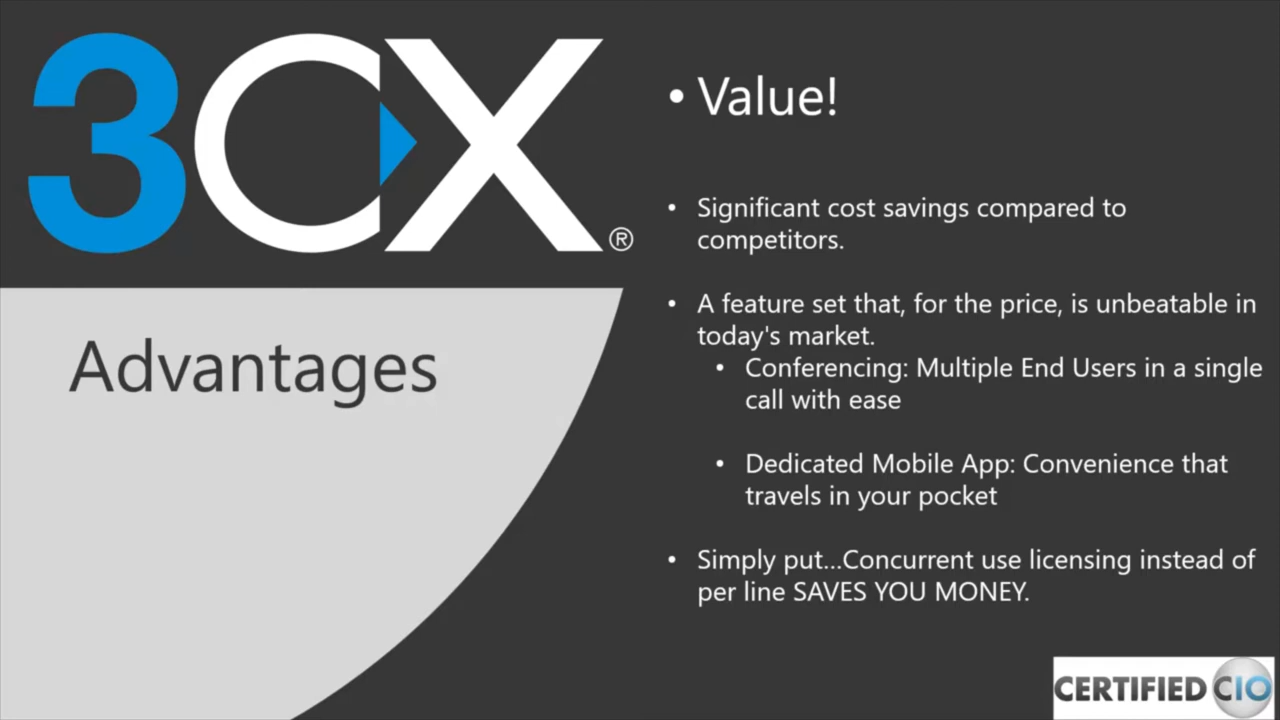 3CX®
Advantages
• Value!
• Significant cost savings compared to
competitors.
• A feature set that, for the price, is unbeatable in
today's market.
• Conferencing: Multiple End Users in a single
call with ease
• Dedicated Mobile App: Convenience that
travels in your pocket
• Simply put...Concurrent use licensing instead of
per line SAVES YOU MONEY.
CERTIFIED CIO